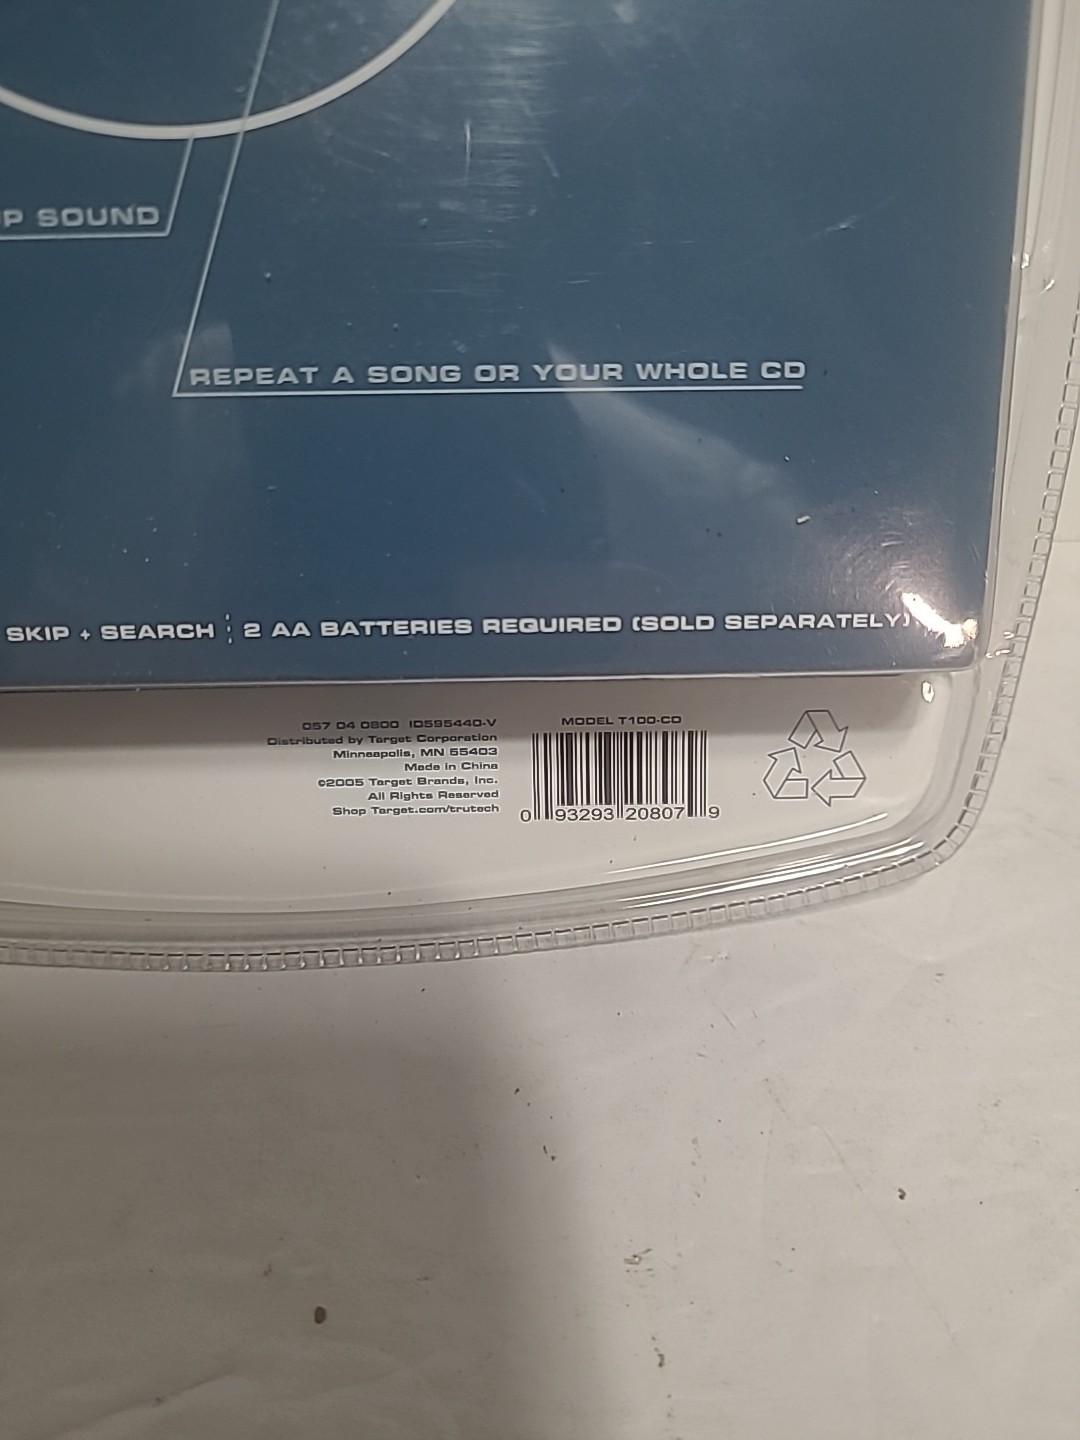 P SOUND
REPEAT A SONG OR YOUR WHOLE CD
SKIP + SEARCH ¦ 2 AA BATTERIES REQUIRED (SOLD SEPARATELY)
057 04 0800 ID595440-V
Distributed by Target Corporation
Minneapolis, MN 55403
Made in China
©2005 Target Brands, Inc.
All Rights Reserved
Shop Target.com/trutech
MODEL T100-CD
0 93293 20807 9